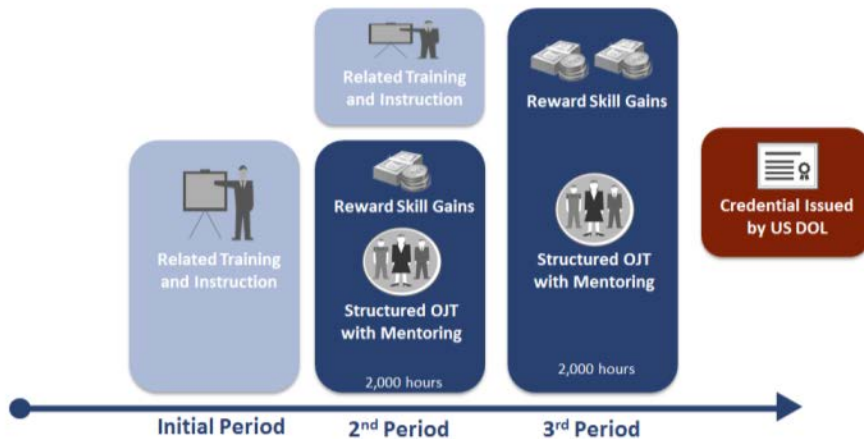 Related Training
and Instruction
Initial Period
Related Training
and Instruction
Reward Skill Gains
Structured OJT
with Mentoring
2,000 hours
2nd Period
Reward Skill Gains
Structured OJT
with Mentoring
2,000 hours
3rd Period
Credential Issued
by US DOL